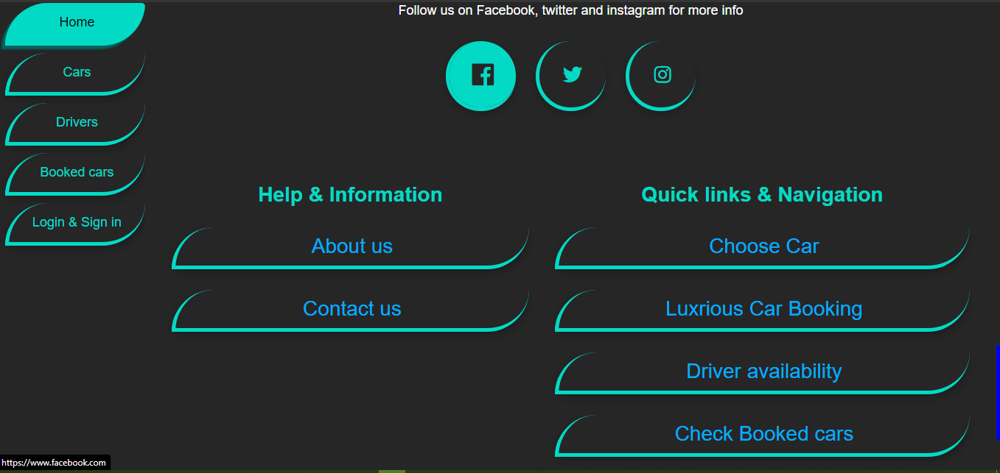 Home
Cars
Drivers
Booked cars
Login & Sign in
Follow us on Facebook, twitter and instagram for more info
Help & Information
About us
Contact us
Quick links & Navigation
Choose Car
Luxrious Car Booking
Driver availability
Check Booked cars
https://www.facebook.com